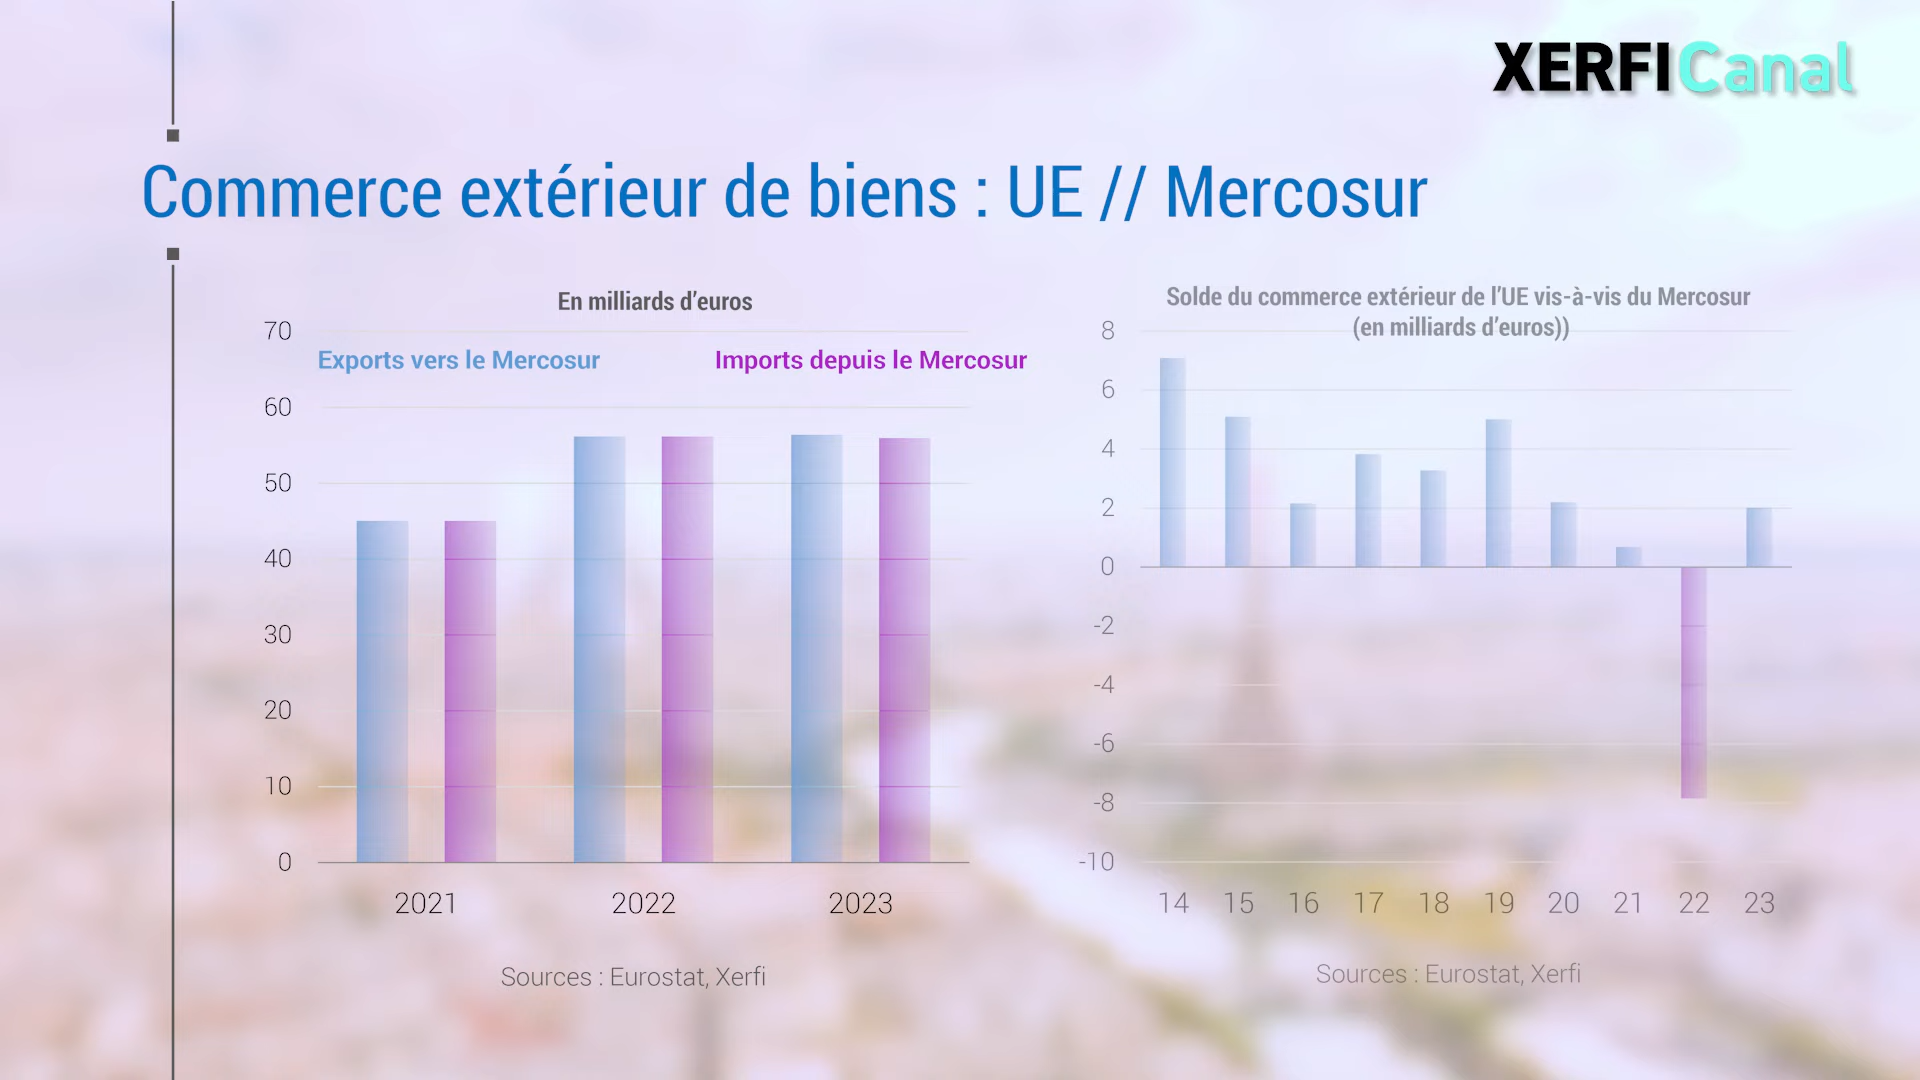 XERFI Canal
Commerce extérieur de biens : UE // Mercosur
En milliards d'euros
70
Exports vers le Mercosur
Imports depuis le Mercosur
60
50
40
30
20
10
0
2021 2022 2023
Sources : Eurostat, Xerfi
Solde du commerce extérieur de l'UE vis-à-vis du Mercosur
(en milliards d'euros))
8
6
4
2
0
-2
-4
-6
-8
-10
14 15 16 17 18 19 20 21 22 23
Sources : Eurostat, Xerfi